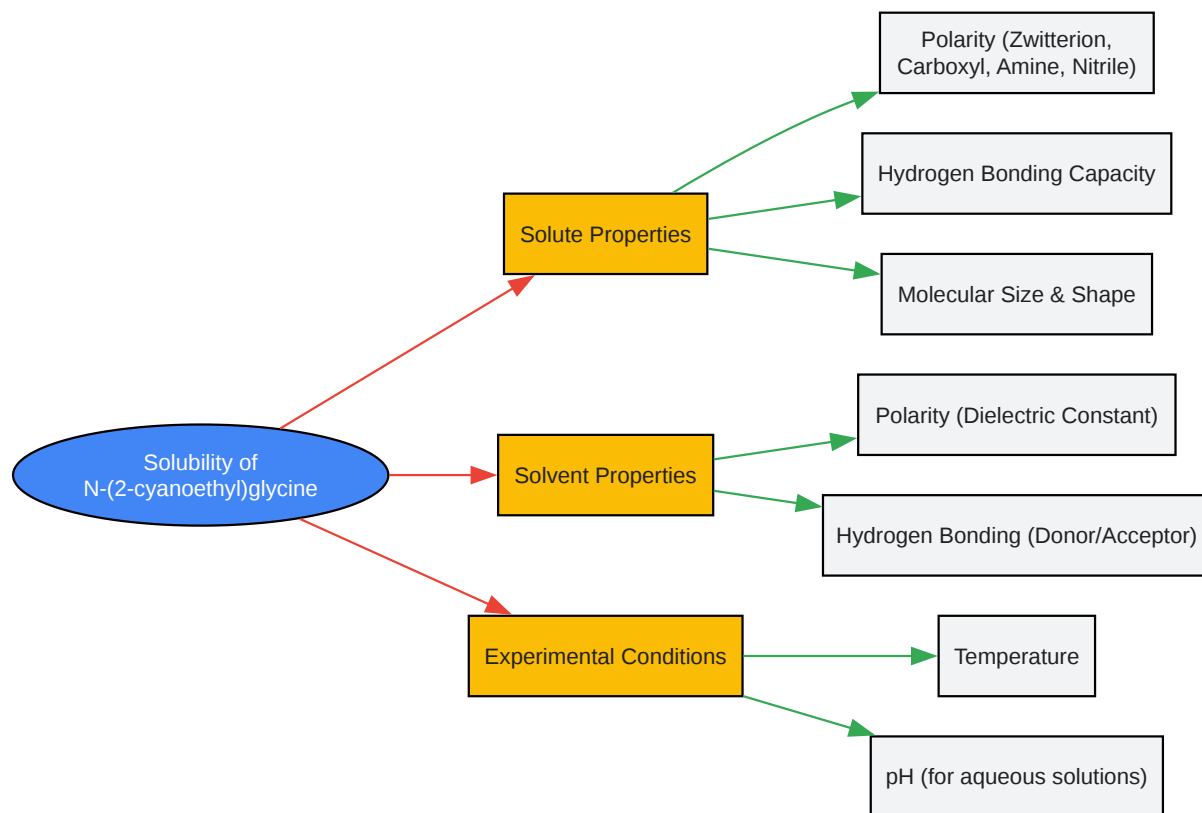 Polarity (Zwitterion,
Carboxyl, Amine, Nitrile)
Hydrogen Bonding Capacity
Solute Properties
Molecular Size & Shape
Polarity (Dielectric Constant)
Solubility of
N-(2-cyanoethyl)glycine
Solvent Properties
Hydrogen Bonding (Donor/Acceptor)
Experimental Conditions
Temperature
pH (for aqueous solutions)